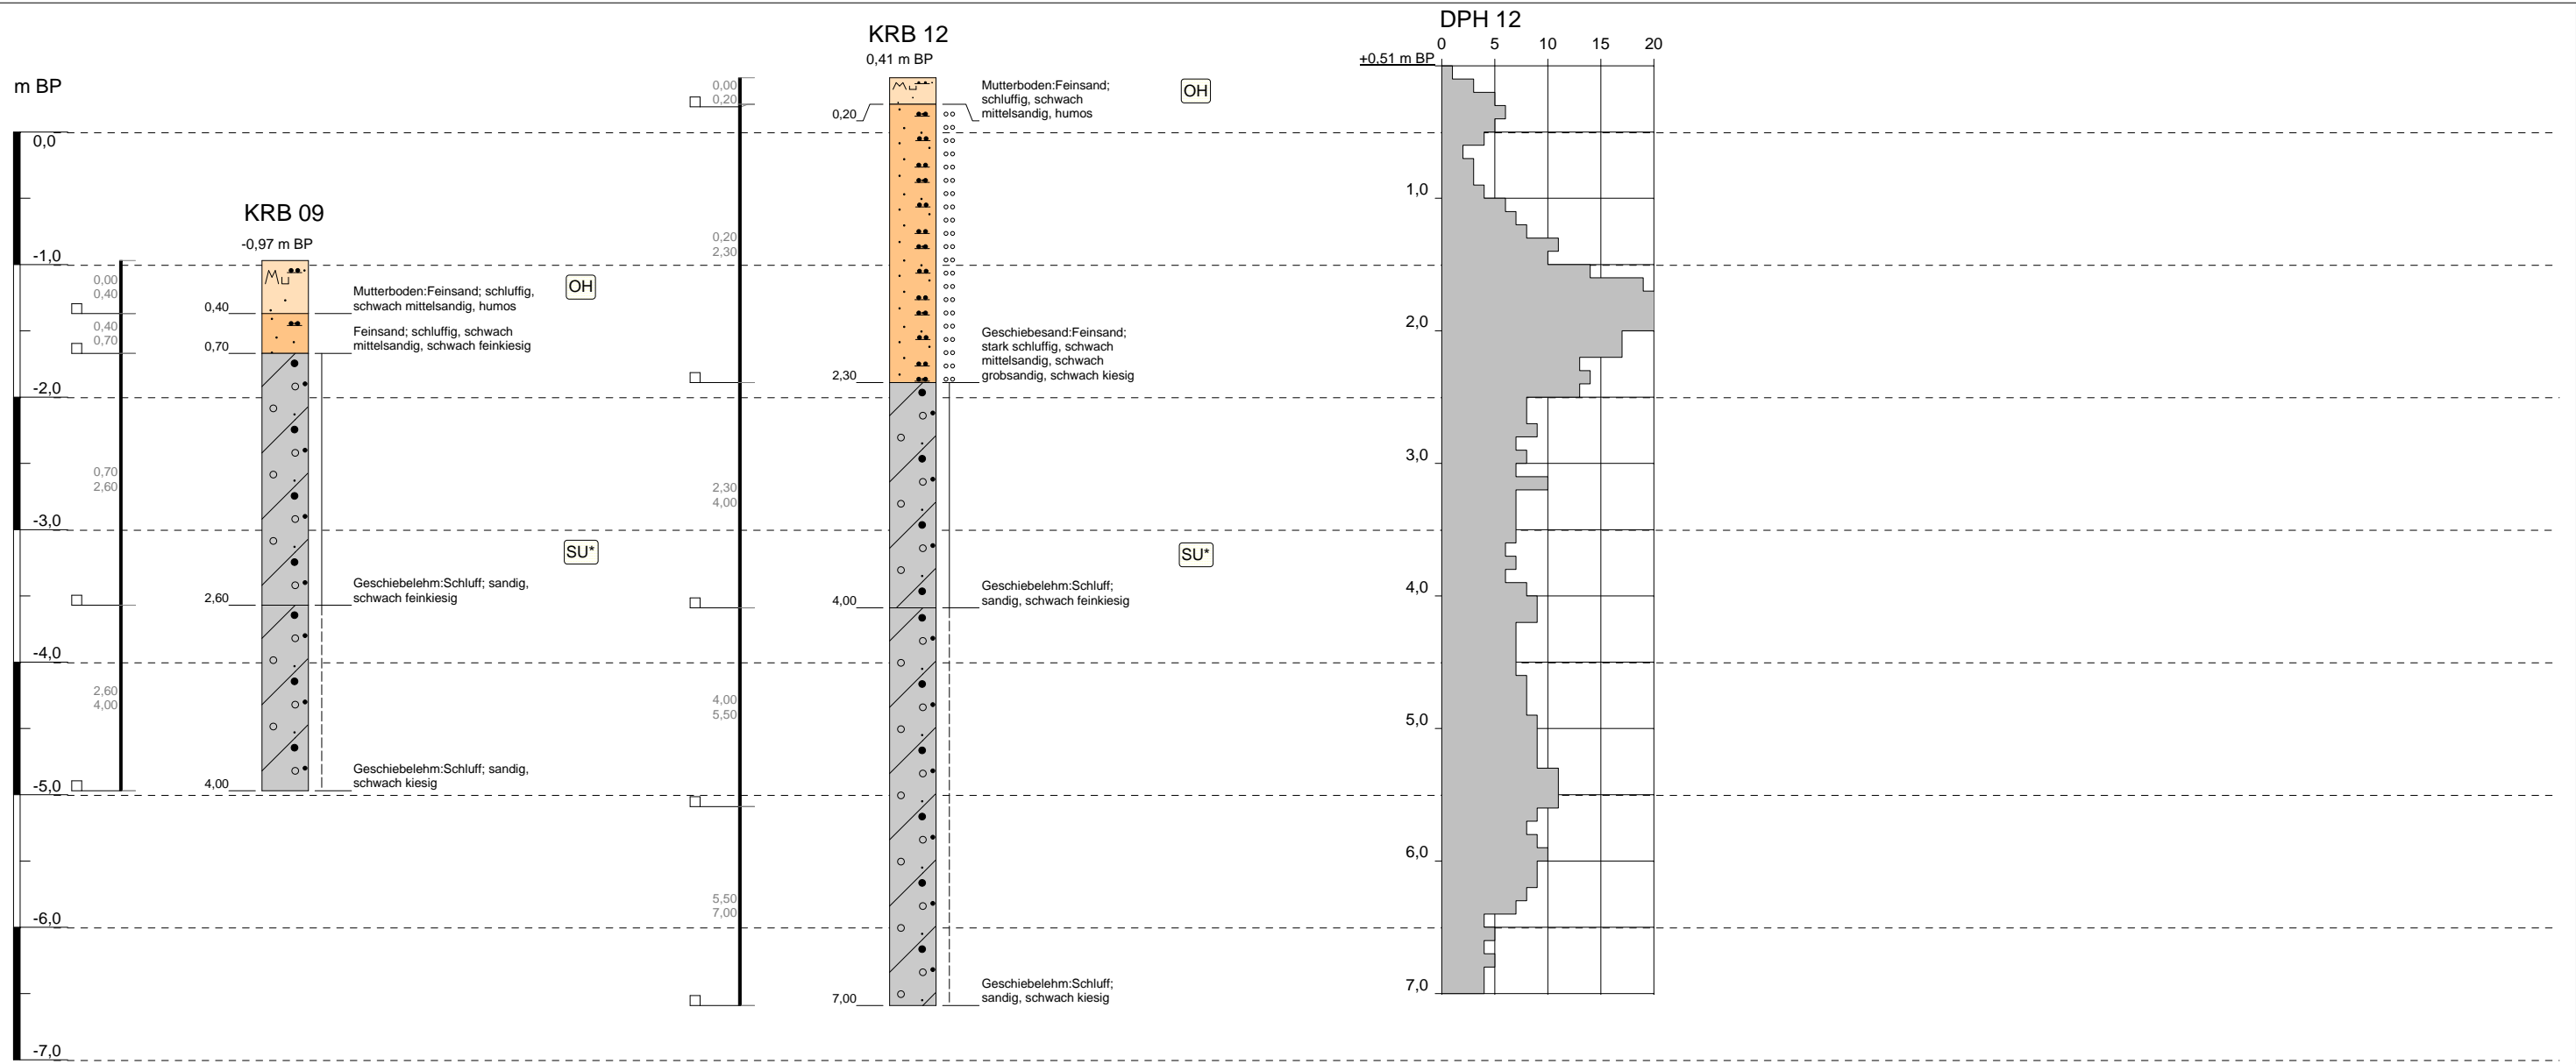 m BP
0,0
-1,0
-2,0
-3,0
-4,0
-5,0
-6,0
-7,0
KRB 09
-0,97 m BP
0,00
0,40
0,40
0,70
0,70
2,60
2,60
4,00
0,40
0,70
2,60
4,00
Mutterboden:Feinsand; schluffig,
schwach mittelsandig, humos
OH
Feinsand; schluffig, schwach
mittelsandig, schwach feinkiesig
SU*
Geschiebelehm:Schluff; sandig,
schwach feinkiesig
Geschiebelehm:Schluff; sandig,
schwach kiesig
KRB 12
0,41 m BP
0,00
0,20
0,20
2,30
2,30
4,00
4,00
5,50
5,50
7,00
0,20
2,30
4,00
7,00
Mutterboden:Feinsand;
schluffig, schwach
mittelsandig, humos
OH
Geschiebesand:Feinsand;
stark schluffig, schwach
mittelsandig, schwach
grobsandig, schwach kiesig
SU*
Geschiebelehm:Schluff;
sandig, schwach feinkiesig
Geschiebelehm:Schluff;
sandig, schwach kiesig
DPH 12
0 5 10 15 20
+0,51 m BP
1,0
2,0
3,0
4,0
5,0
6,0
7,0